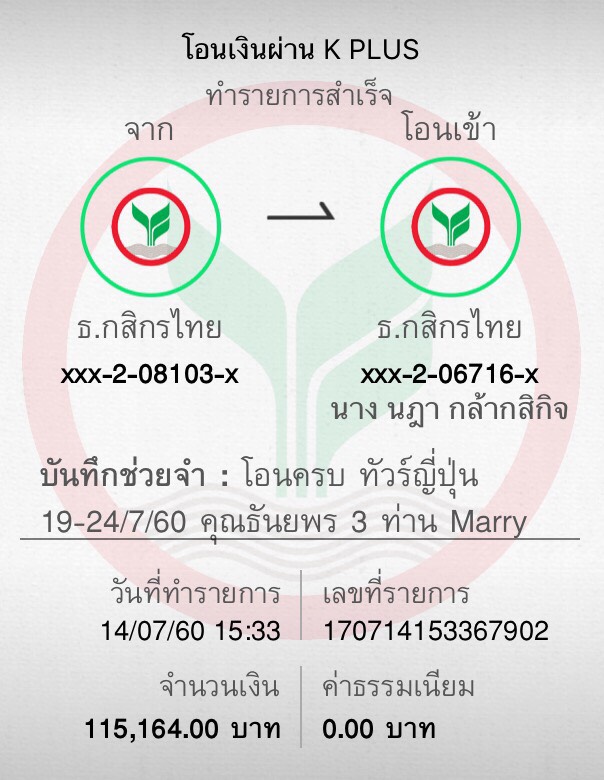 โอนเงินผ่าน K PLUS
ทำรายการสำเร็จ
จาก
โอนเข้า
ธ.กสิกรไทย
ธ.กสิกรไทย
xxx-2-08103-x
xxx-2-06716-x
นาง นฎา กล้ากสิกิจ
บันทึกช่วยจำ : โอนครบ ทัวร์ญี่ปุ่น
19-24/7/60 คุณธันยพร 3 ท่าน Marry
วันที่ทำรายการ
เลขที่รายการ
14/07/60 15:33
170714153367902
จำนวนเงิน
ค่าธรรมเนียม
115,164.00 บาท
0.00 บาท